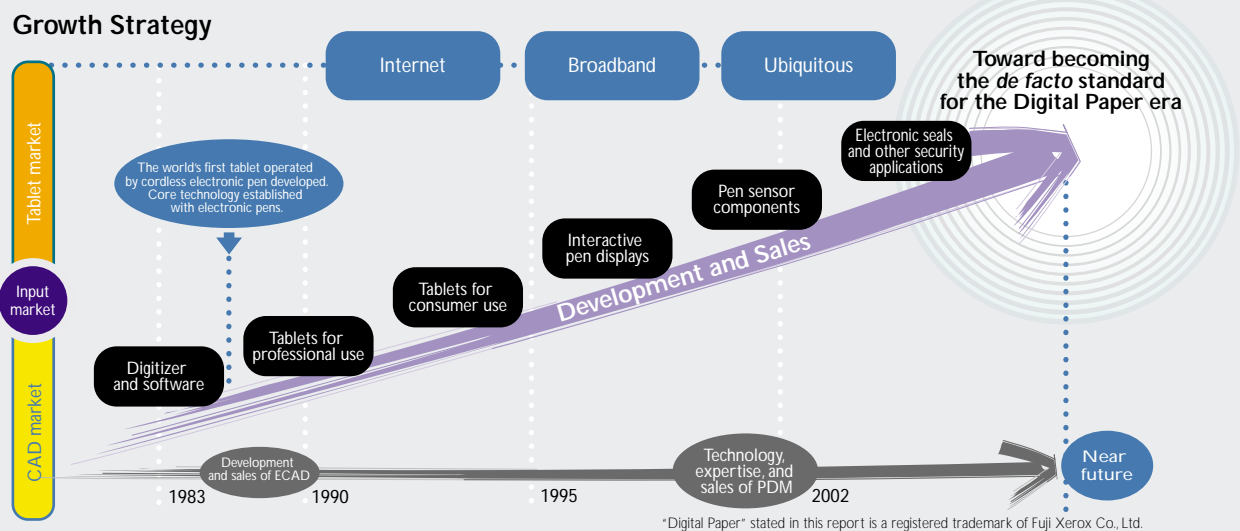 Growth Strategy
Internet
Broadband
Ubiquitous
Toward becoming
the de facto standard
for the Digital Paper era
Tablet market
Input
market
CAD market
The world's first tablet operated
by cordless electronic pen developed.
Core technology established
with electronic pens.
Electronic seals
and other security
applications
Pen sensor
components
Interactive
pen displays
Tablets for
consumer use
Tablets for
professional use
Digitizer
and software
Development and Sales
Development
and sales of ECAD
Technology,
expertise, and
sales of PDM
Near
future
1983
1990
1995
2002
"Digital Paper" stated in this report is a registered trademark of Fuji Xerox Co., Ltd.